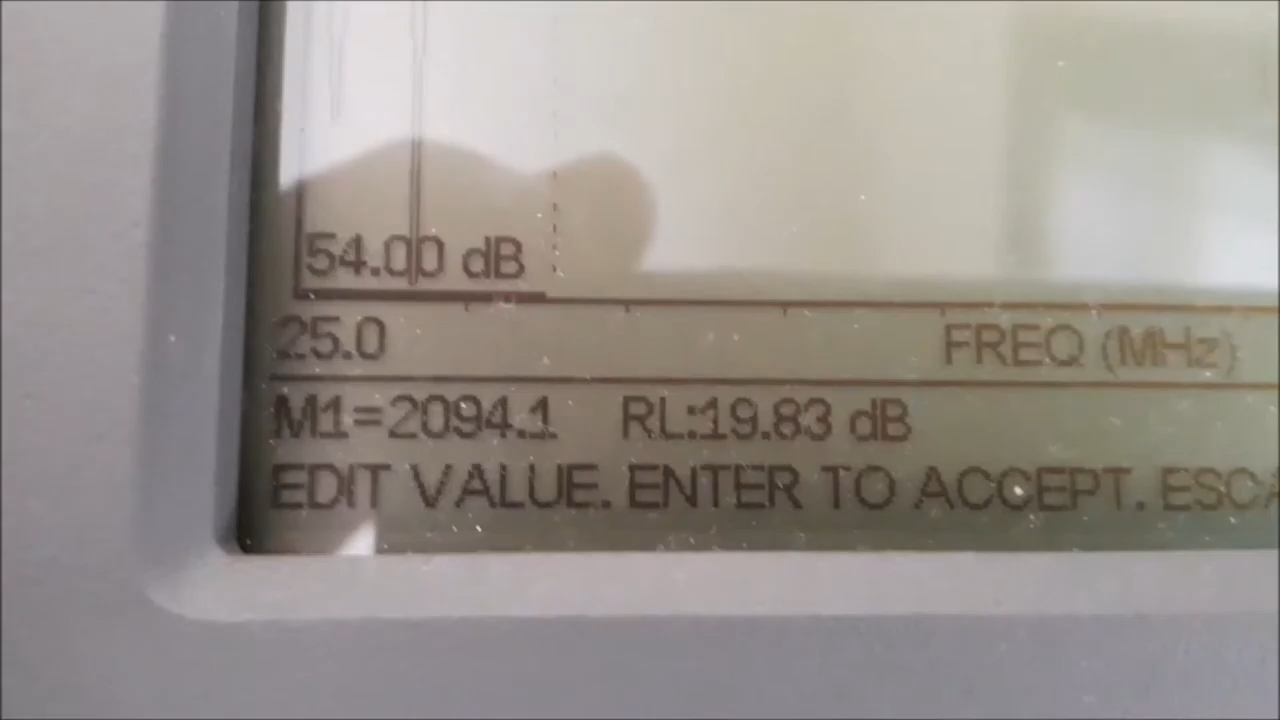 54.00 dB
25.0 FREQ (MHz)
M1=2094.1 RL:19.83 dB
EDIT VALUE. ENTER TO ACCEPT. ESCA